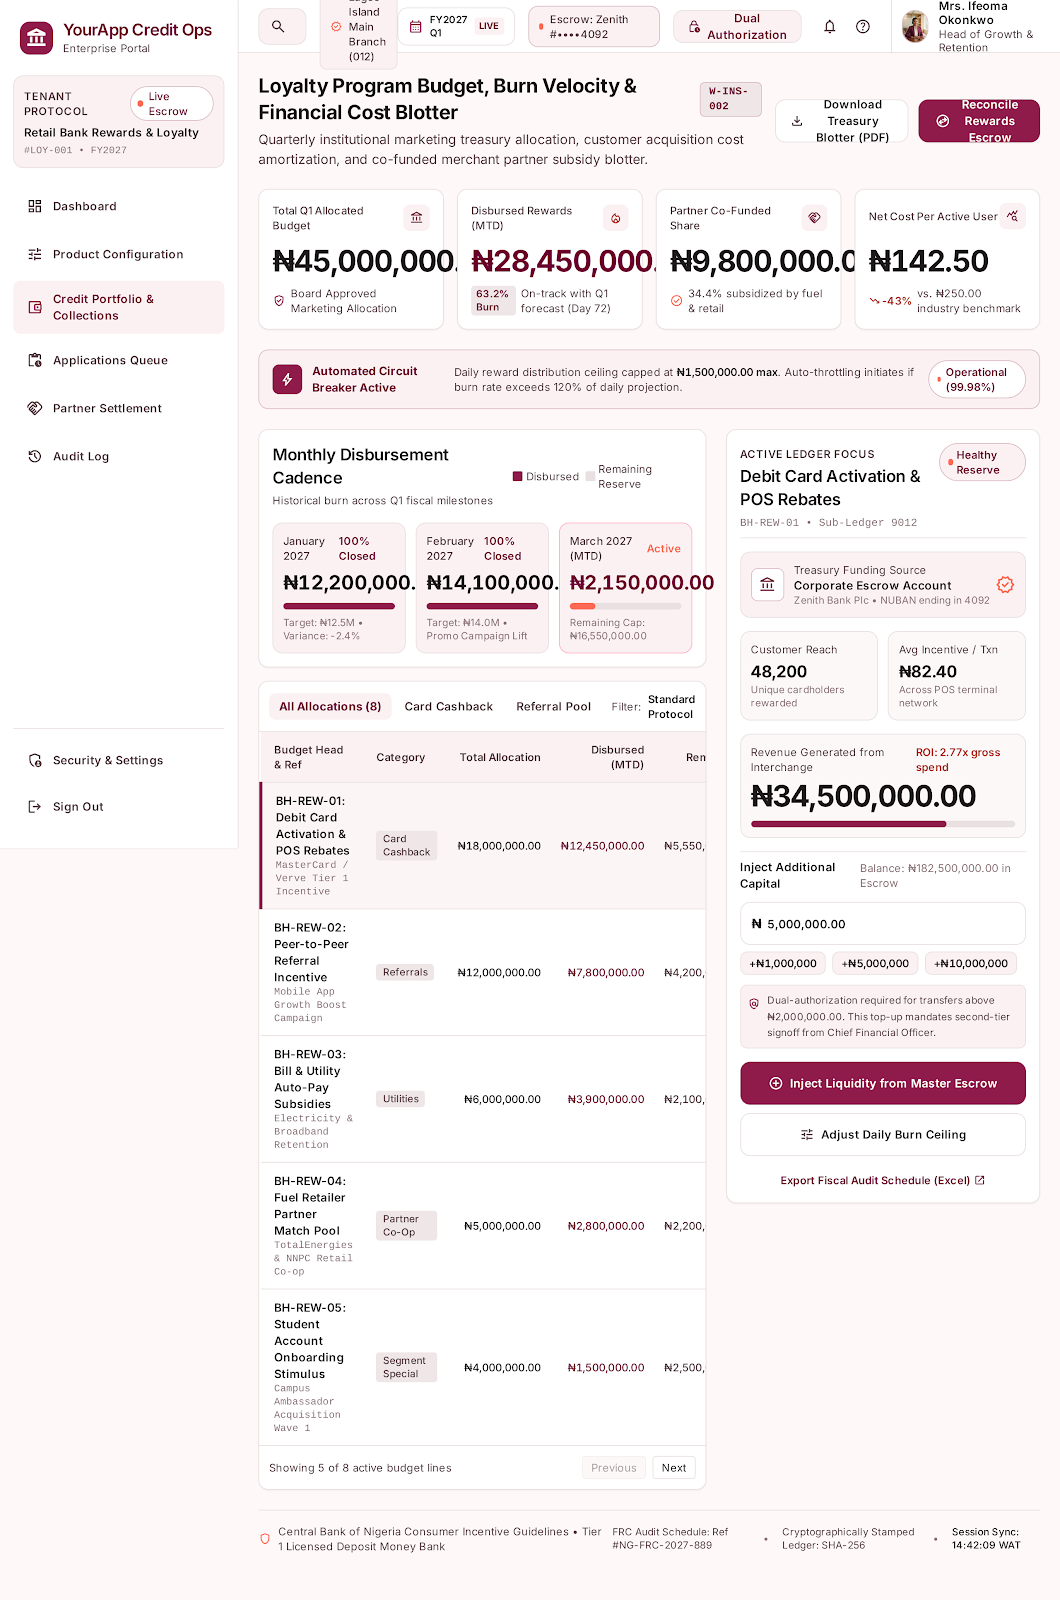 YourApp Credit Ops
Enterprise Portal
TENANT
PROTOCOL
Live
Escrow
Retail Bank Rewards & Loyalty
#LOY-001 • FY2027
Dashboard
Product Configuration
Credit Portfolio &
Collections
Applications Queue
Partner Settlement
Audit Log
Security & Settings
Sign Out
Island
Main
Branch
(012)
FY2027
Q1
LIVE
Escrow: Zenith
#••••4092
Dual
Authorization
Mrs. Ifeoma
Okonkwo
Head of Growth &
Retention
Loyalty Program Budget, Burn Velocity &
Financial Cost Blotter
W-INS-
002
Quarterly institutional marketing treasury allocation, customer acquisition cost
amortization, and co-funded merchant partner subsidy blotter.
Download
Treasury
Blotter (PDF)
Reconcile
Rewards
Escrow
Total Q1 Allocated
Budget
₦45,000,000.
Board Approved
Marketing Allocation
Disbursed Rewards
(MTD)
₦28,450,000.
63.2%
Burn
On-track with Q1
forecast (Day 72)
Partner Co-Funded
Share
₦9,800,000.0
34.4% subsidized by fuel
& retail
Net Cost Per Active User
₦142.50
-43%
vs. ₦250.00
industry benchmark
Automated Circuit
Breaker Active
Daily reward distribution ceiling capped at ₦1,500,000.00 max. Auto-throttling initiates if
burn rate exceeds 120% of daily projection.
Operational
(99.98%)
Monthly Disbursement
Cadence
Historical burn across Q1 fiscal milestones
Disbursed
Remaining
Reserve
January
2027
100%
Closed
₦12,200,000.
Target: ₦12.5M •
Variance: -2.4%
February
2027
100%
Closed
₦14,100,000.
Target: ₦14.0M •
Promo Campaign Lift
March 2027
(MTD)
Active
₦2,150,000.00
Remaining Cap:
₦16,550,000.00
All Allocations (8)
Card Cashback
Referral Pool
Filter:
Standard
Protocol
Budget Head
& Ref
Category
Total Allocation
Disbursed
(MTD)
Rem
BH-REW-01:
Debit Card
Activation &
POS Rebates
MasterCard /
Verve Tier 1
Incentive
Card
Cashback
₦18,000,000.00
₦12,450,000.00
₦5,550,
BH-REW-02:
Peer-to-Peer
Referral
Incentive
Mobile App
Growth Boost
Campaign
Referrals
₦12,000,000.00
₦7,800,000.00
₦4,200,
BH-REW-03:
Bill & Utility
Auto-Pay
Subsidies
Electricity &
Broadband
Retention
Utilities
₦6,000,000.00
₦3,900,000.00
₦2,100,
BH-REW-04:
Fuel Retailer
Partner
Match Pool
TotalEnergies
& NNPC Retail
Co-op
Partner
Co-Op
₦5,000,000.00
₦2,800,000.00
₦2,200,
BH-REW-05:
Student
Account
Onboarding
Stimulus
Campus
Ambassador
Acquisition
Wave 1
Segment
Special
₦4,000,000.00
₦1,500,000.00
₦2,500,
Showing 5 of 8 active budget lines
Previous
Next
ACTIVE LEDGER FOCUS
Debit Card Activation &
POS Rebates
BH-REW-01 • Sub-Ledger 9012
Healthy
Reserve
Treasury Funding Source
Corporate Escrow Account
Zenith Bank Plc • NUBAN ending in 4092
Customer Reach
48,200
Unique cardholders
rewarded
Avg Incentive / Txn
₦82.40
Across POS terminal
network
Revenue Generated from
Interchange
ROI: 2.77x gross
spend
₦34,500,000.00
Inject Additional
Capital
Balance: ₦182,500,000.00 in
Escrow
₦ 5,000,000.00
+₦1,000,000
+₦5,000,000
+₦10,000,000
Dual-authorization required for transfers above
₦2,000,000.00. This top-up mandates second-tier
signoff from Chief Financial Officer.
Inject Liquidity from Master Escrow
Adjust Daily Burn Ceiling
Export Fiscal Audit Schedule (Excel)
Central Bank of Nigeria Consumer Incentive Guidelines • Tier
1 Licensed Deposit Money Bank
FRC Audit Schedule: Ref
#NG-FRC-2027-889
•
Cryptographically Stamped
Ledger: SHA-256
•
Session Sync:
14:42:09 WAT